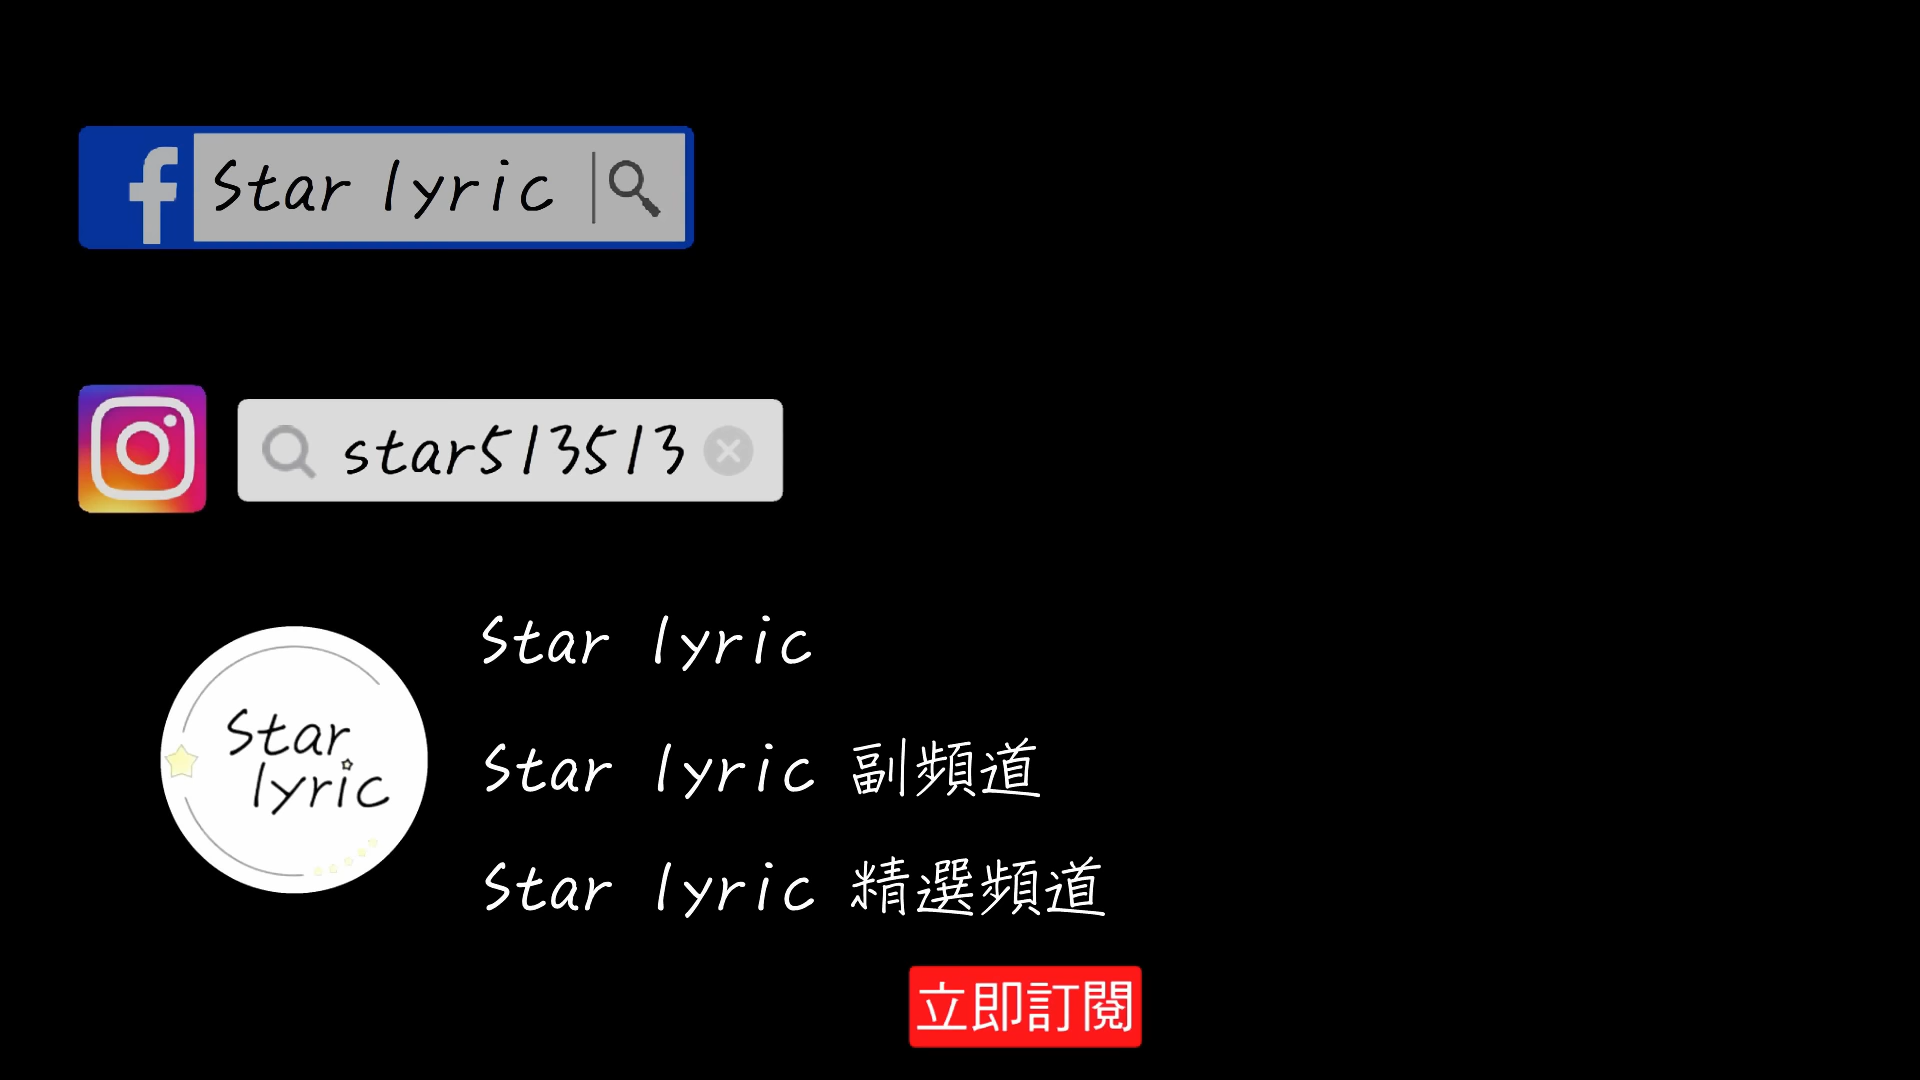 Star lyric
star513513
Star lyric
Star
lyric
Star lyric 副頻道
Star lyric 精選頻道
立即訂閱